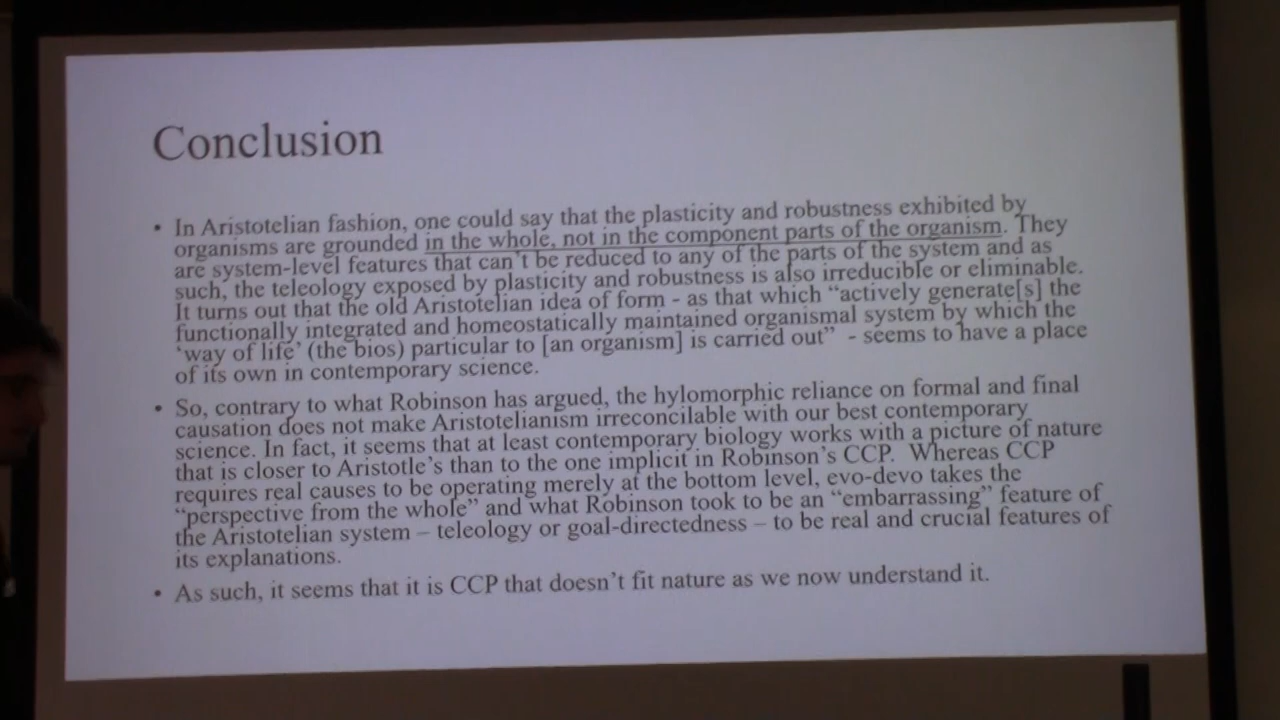 Conclusion
• In Aristotelian fashion, one could say that the plasticity and robustness exhibited by
organisms are grounded in the whole, not in the component parts of the organism. They
are system-level features that can't be reduced to any of the parts of the system and as
such, the teleology exposed by plasticity and robustness is also irreducible or eliminable.
It turns out that the old Aristotelian idea of form - as that which “actively generate[s] the
functionally integrated and homeostatically maintained organismal system by which the
‘way of life’ (the bios) particular to [an organism] is carried out” - seems to have a place
of its own in contemporary science.
• So, contrary to what Robinson has argued, the hylomorphic reliance on formal and final
causation does not make Aristotelianism irreconcilable with our best contemporary
science. In fact, it seems that at least contemporary biology works with a picture of nature
that is closer to Aristotle’s than to the one implicit in Robinson’s CCP. Whereas CCP
requires real causes to be operating merely at the bottom level, evo-devo takes the
“perspective from the whole” and what Robinson took to be an “embarrassing” feature of
the Aristotelian system – teleology or goal-directedness – to be real and crucial features of
its explanations.
• As such, it seems that it is CCP that doesn’t fit nature as we now understand it.